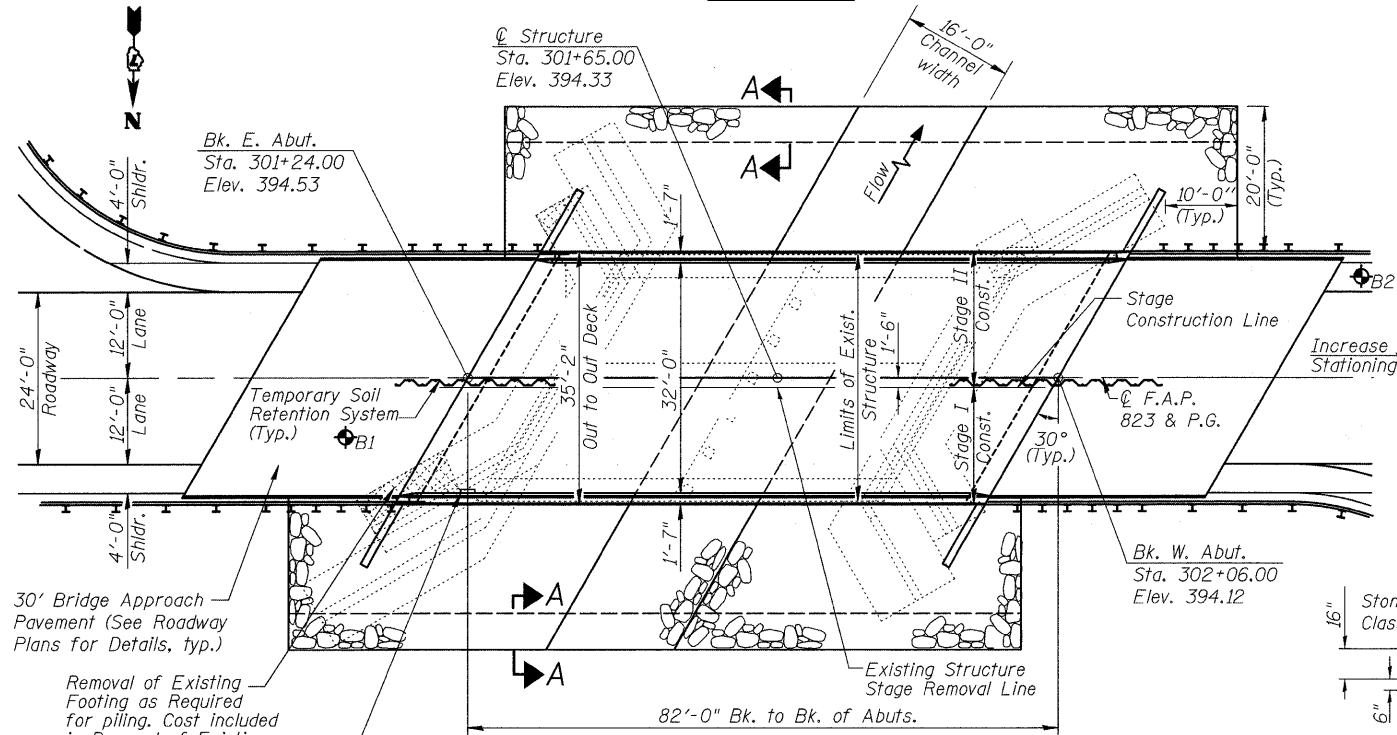 N
4'-0"
Shldr.
Bk. E. Abut.
Sta. 301+24.00
Elev. 394.53
℄ Structure
Sta. 301+65.00
Elev. 394.33
16'-0"
Channel
width
A
A
Flow
1'-7"
10'-0"
(Typ.)
20'-0"
(Typ.)
B2
24'-0"
Roadway
12'-0"
Lane
12'-0"
Lane
Temporary Soil
Retention System
(Typ.)
B1
35'-2"
Out to Out Deck
32'-0"
Limits of Exist.
Structure
1'-6"
Stage II
Const.
Stage I
Const.
Stage
Construction Line
Increase
Stationing
℄ F.A.P.
823 & P.G.
30°
(Typ.)
4'-0"
Shldr.
1'-7"
30' Bridge Approach
Pavement (See Roadway
Plans for Details, typ.)
A
A
Bk. W. Abut.
Sta. 302+06.00
Elev. 394.12
Existing Structure
Stage Removal Line
Removal of Existing
Footing as Required
for piling. Cost included
82'-0" Bk. to Bk. of Abuts.
16"
6"